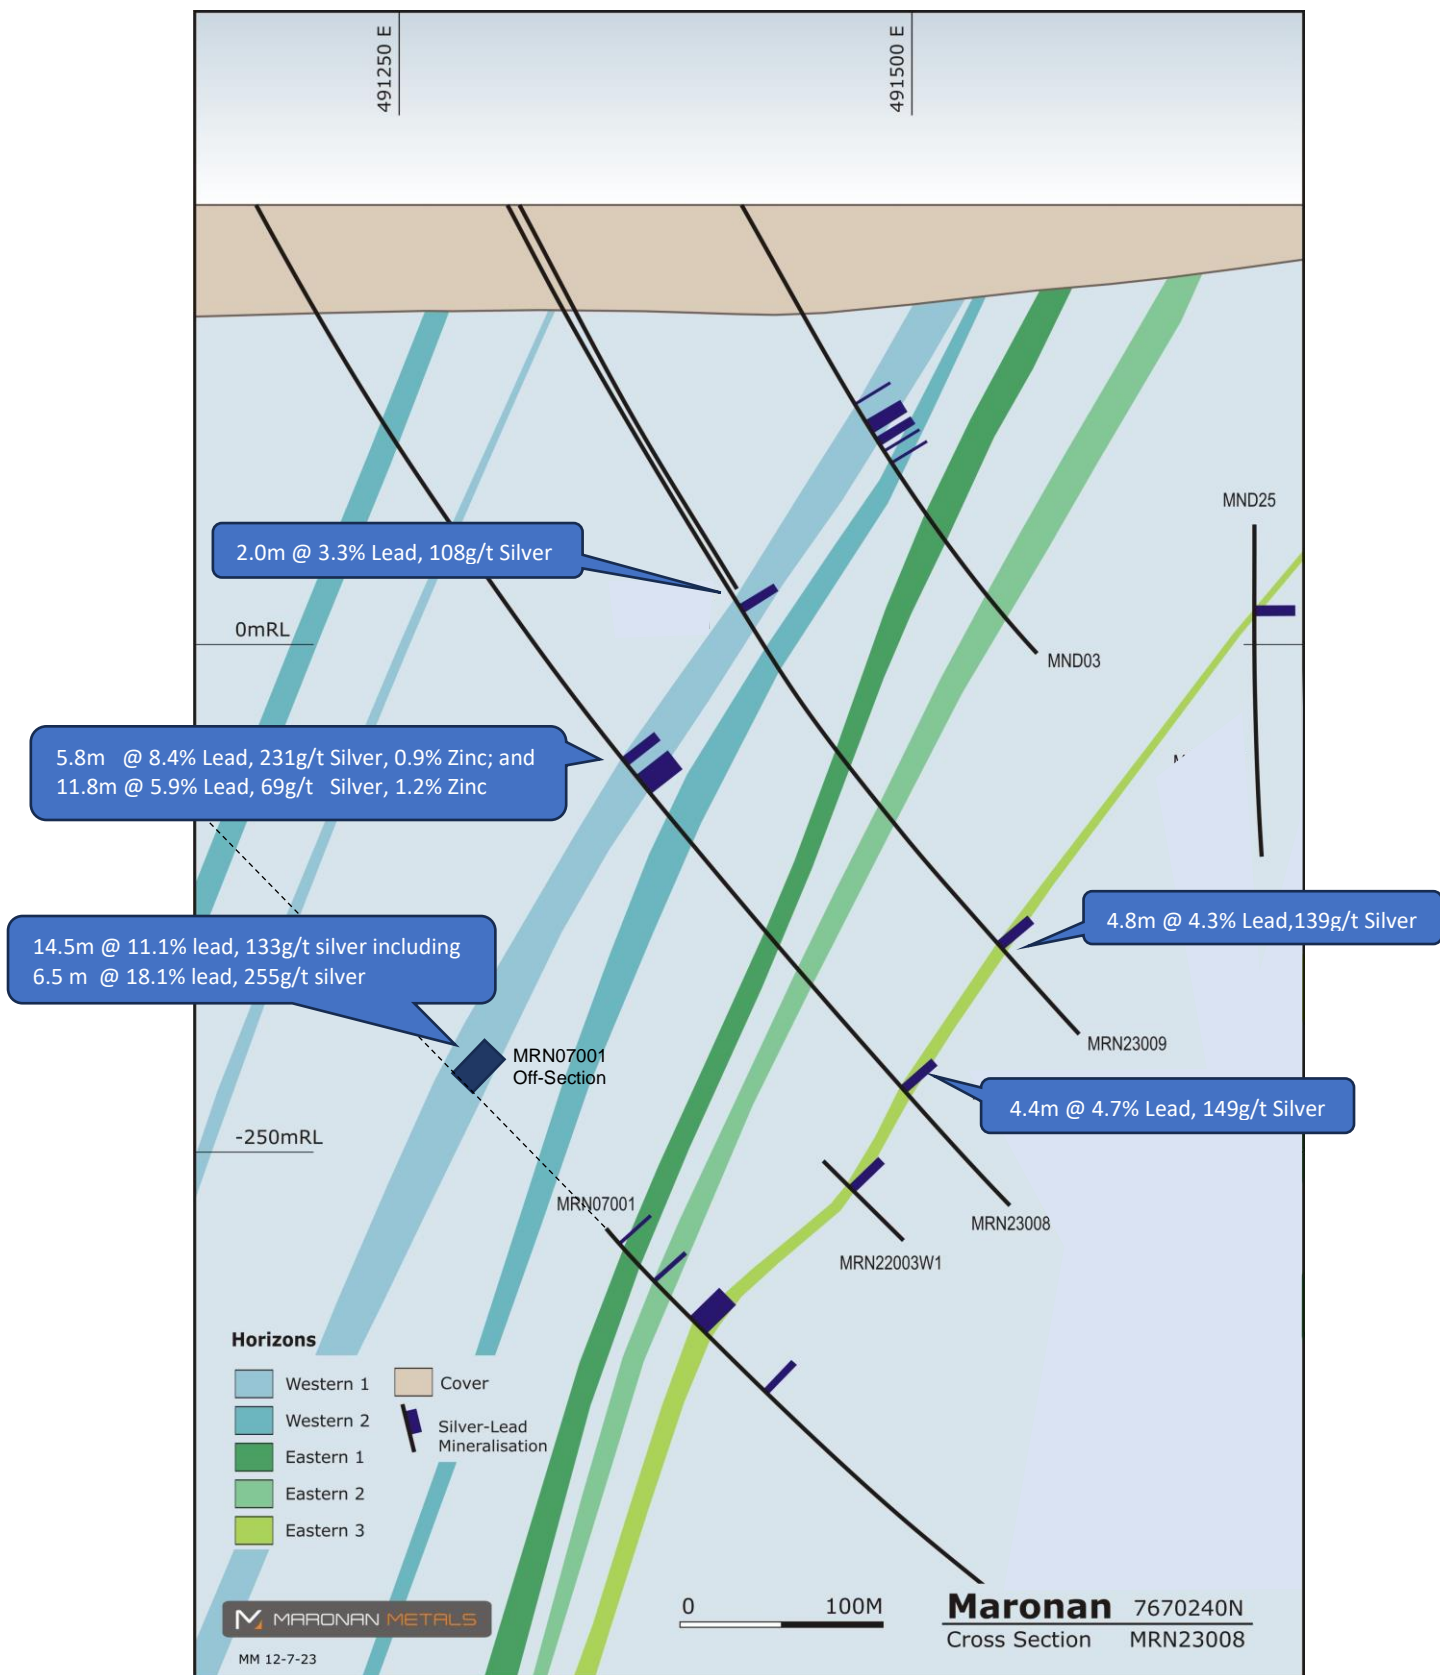 491250 E
491500 E
MND25
2.0m @ 3.3% Lead, 108g/t Silver
0mRL
MND03
5.8m @ 8.4% Lead, 231g/t Silver, 0.9% Zinc; and
11.8m @ 5.9% Lead, 69g/t Silver, 1.2% Zinc
4.8m @ 4.3% Lead,139g/t Silver
14.5m @ 11.1% lead, 133g/t silver including
6.5 m @ 18.1% lead, 255g/t silver
MRN23009
MRN07001
Off-Section
4.4m @ 4.7% Lead, 149g/t Silver
-250mRL
MRN07001
MRN23008
MRN22003W1
Horizons
Western 1
Western 2
Eastern 1
Eastern 2
Eastern 3
Cover
Silver-Lead
Mineralisation
MARONAN METALS
MM 12-7-23
0 100M
Maronan 7670240N
Cross Section MRN23008